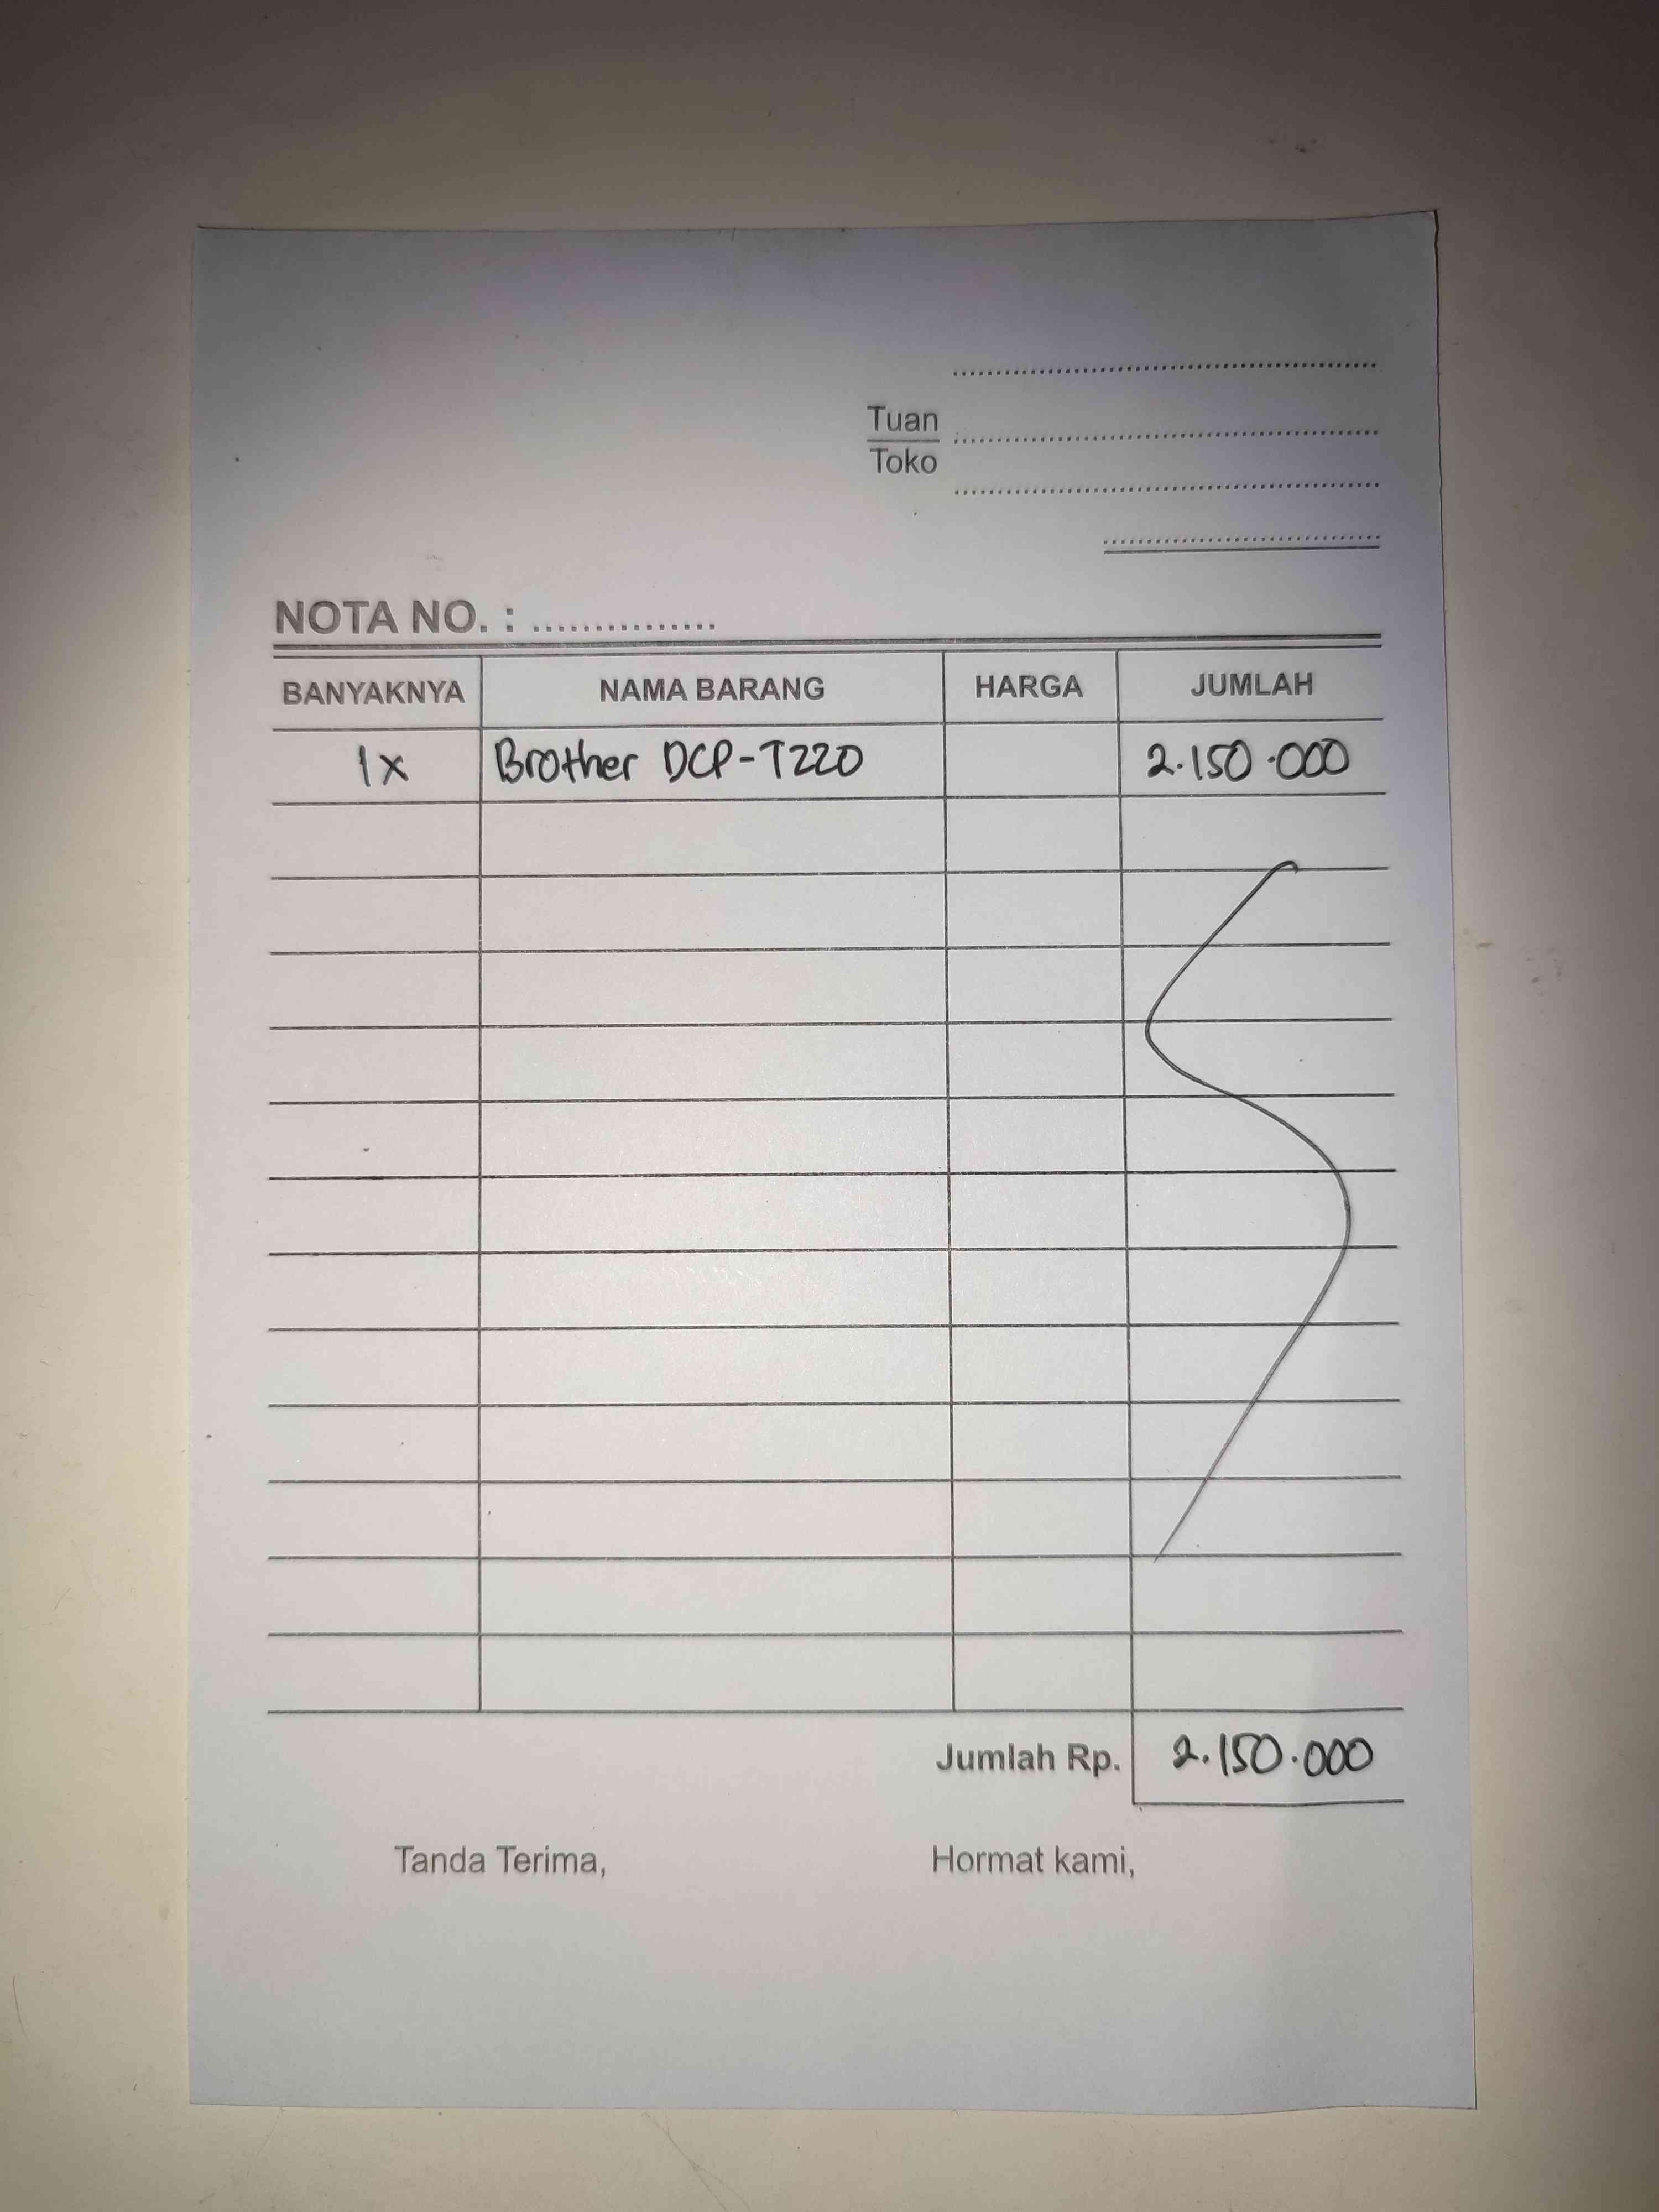 Tuan
Toko
NOTA NO. : ...............
BANYAKNYA NAMA BARANG HARGA JUMLAH
1x Brother DCP-T220 2.150.000
Jumlah Rp. 2.150.000
Tanda Terima, Hormat kami,